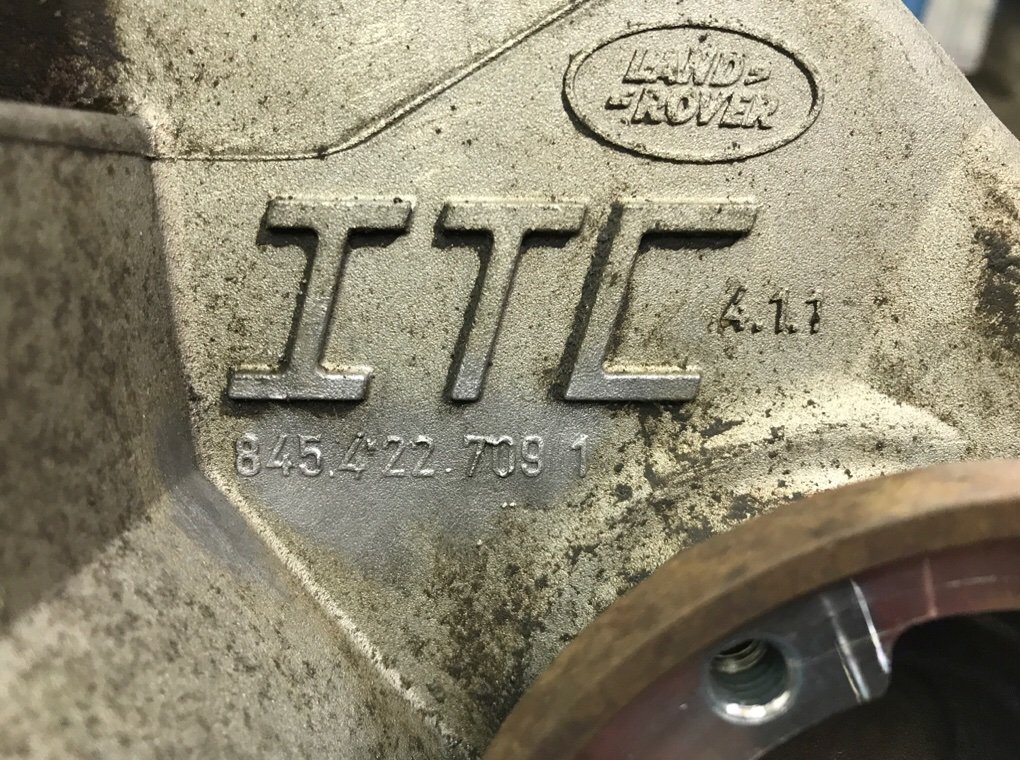 LAND
ROVER
ITC
4.1.1
845.422.709 1